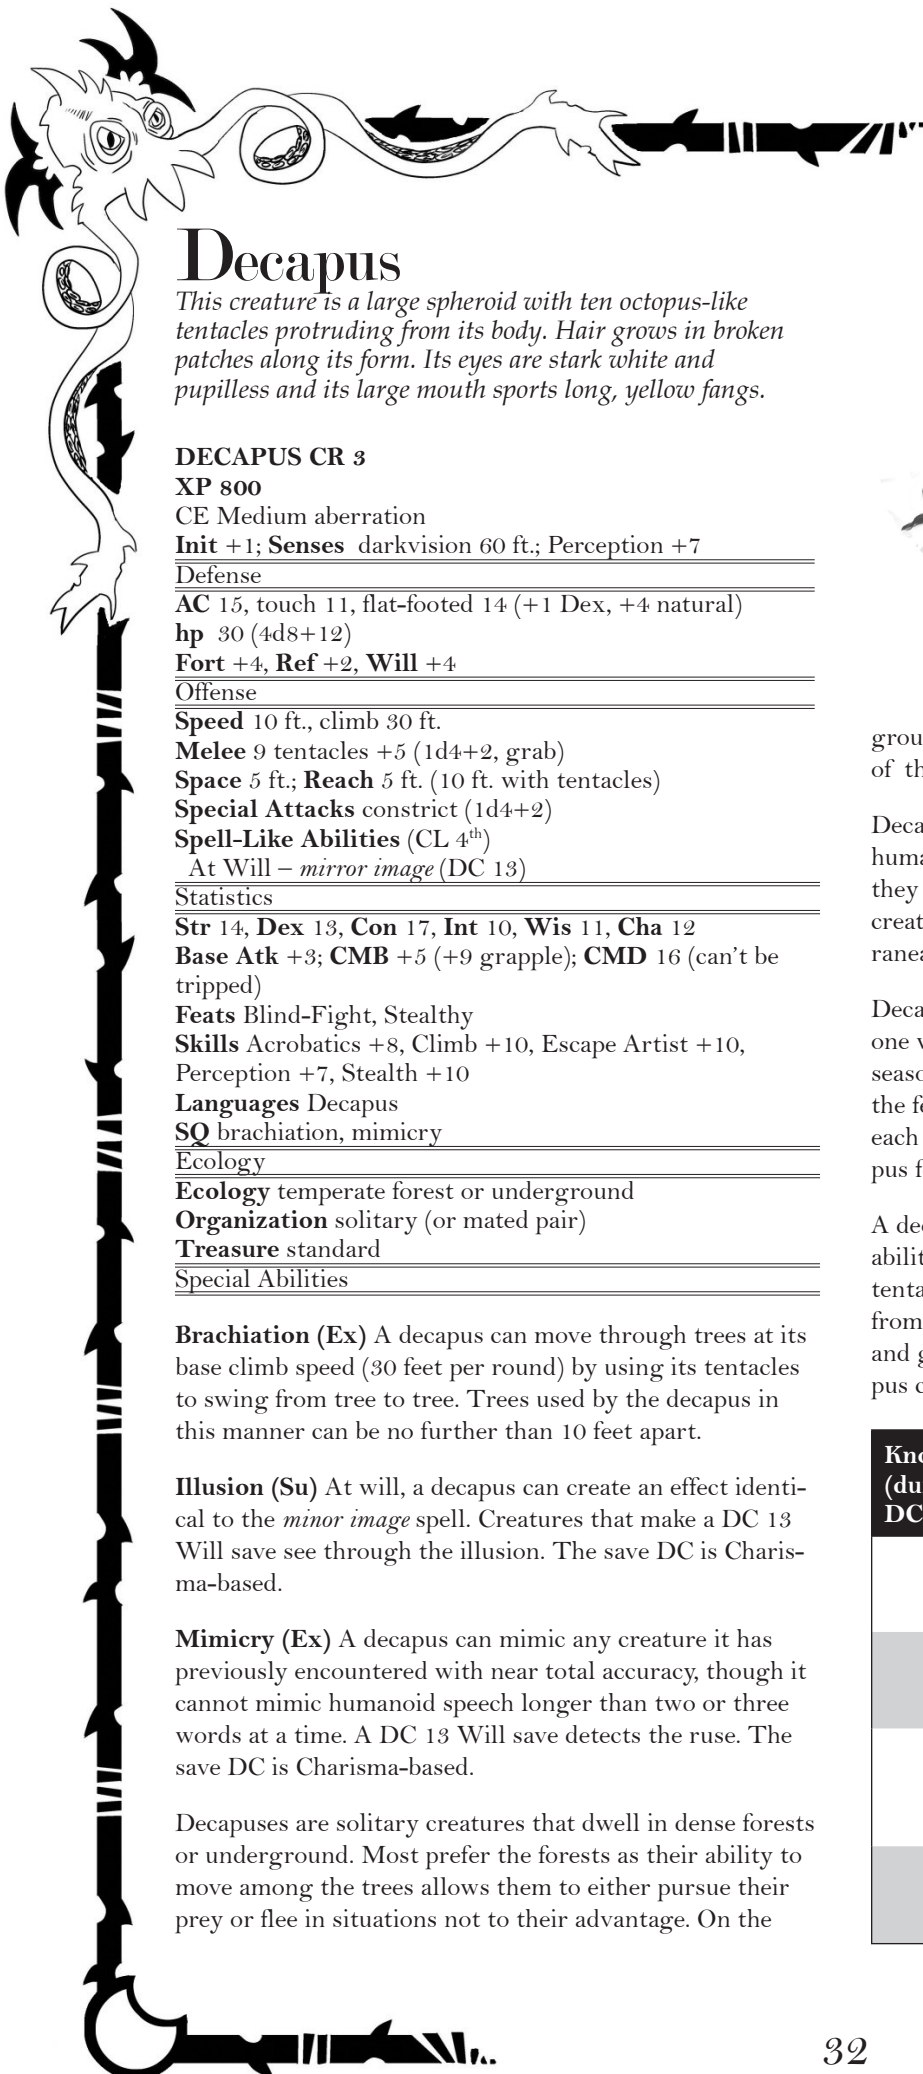 Decapus
This creature is a large spheroid with ten octopus-like
tentacles protruding from its body. Hair grows in broken
patches along its form. Its eyes are stark white and
pupilless and its large mouth sports long, yellow fangs.
DECAPUS CR 3
XP 800
CE Medium aberration
Init +1; Senses darkvision 60 ft.; Perception +7
Defense
AC 15, touch 11, flat-footed 14 (+1 Dex, +4 natural)
hp 30 (4d8+12)
Fort +4, Ref +2, Will +4
Offense
Speed 10 ft., climb 30 ft.
Melee 9 tentacles +5 (1d4+2, grab)
Space 5 ft.; Reach 5 ft. (10 ft. with tentacles)
Special Attacks constrict (1d4+2)
Spell-Like Abilities (CL 4th)
At Will – mirror image (DC 13)
Statistics
Str 14, Dex 13, Con 17, Int 10, Wis 11, Cha 12
Base Atk +3; CMB +5 (+9 grapple); CMD 16 (can't be
tripped)
Feats Blind-Fight, Stealthy
Skills Acrobatics +8, Climb +10, Escape Artist +10,
Perception +7, Stealth +10
Languages Decapus
SQ brachiation, mimicry
Ecology
Ecology temperate forest or underground
Organization solitary (or mated pair)
Treasure standard
Special Abilities
Brachiation (Ex) A decapus can move through trees at its
base climb speed (30 feet per round) by using its tentacles
to swing from tree to tree. Trees used by the decapus in
this manner can be no further than 10 feet apart.
Illusion (Su) At will, a decapus can create an effect identi-
cal to the minor image spell. Creatures that make a DC 13
Will save see through the illusion. The save DC is Charis-
ma-based.
Mimicry (Ex) A decapus can mimic any creature it has
previously encountered with near total accuracy, though it
cannot mimic humanoid speech longer than two or three
words at a time. A DC 13 Will save detects the ruse. The
save DC is Charisma-based.
Decapuses are solitary creatures that dwell in dense forests
or underground. Most prefer the forests as their ability to
move among the trees allows them to either pursue their
prey or flee in situations not to their advantage. On the
grou
of th
Deca
huma
they
creat
ranea
Deca
one v
seaso
the fe
each
pus f
A dec
abilit
tenta
from
and g
pus c
Kno
(du
DC
32